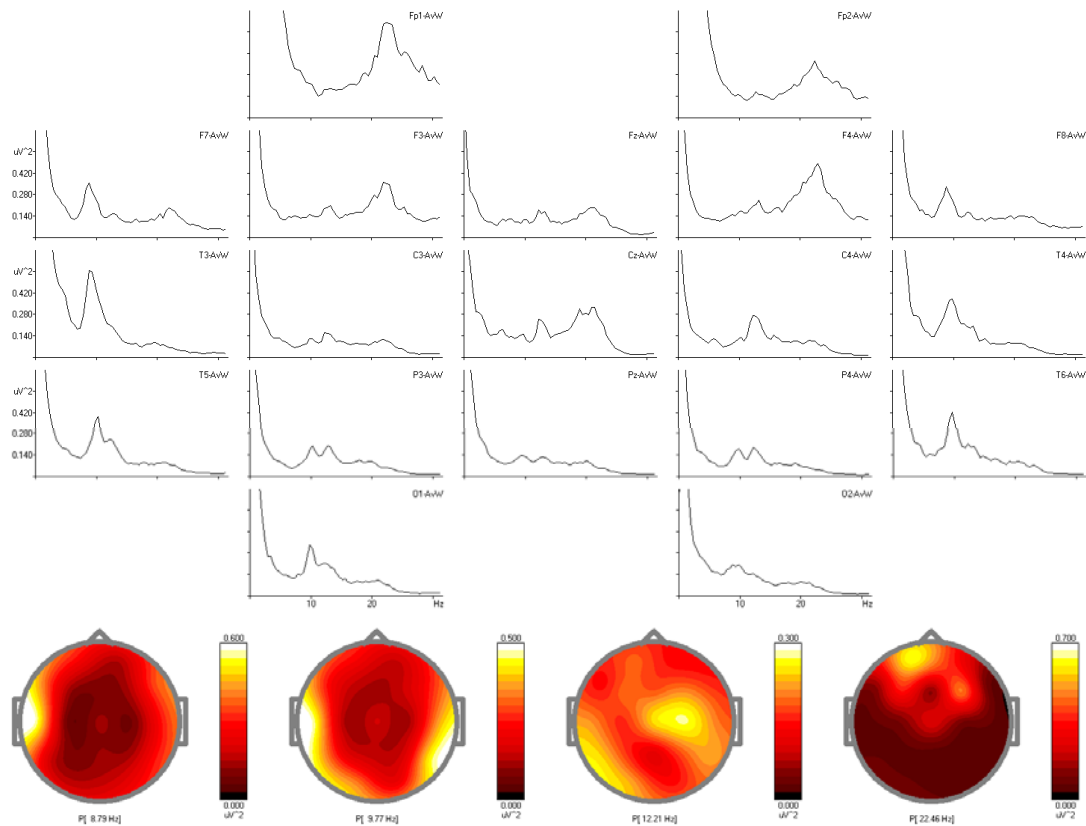 Fp1-AvW Fp2-AvW
F7-AvW F3-AvW Fz-AvW F4-AvW F8-AvW
uV^2
0.420
0.280
0.140
T3-AvW C3-AvW Cz-AvW C4-AvW T4-AvW
uV^2
0.420
0.280
0.140
T5-AvW P3-AvW Pz-AvW P4-AvW T6-AvW
uV^2
0.420
0.280
0.140
O1-AvW O2-AvW
10 20 Hz 10 20 Hz
0.600 0.500 0.300 0.700
0.000 0.000 0.000 0.000
uV^2 uV^2 uV^2 uV^2
P[ 8.79 Hz] P[ 9.77 Hz] P[12.21 Hz] P[22.46 Hz]